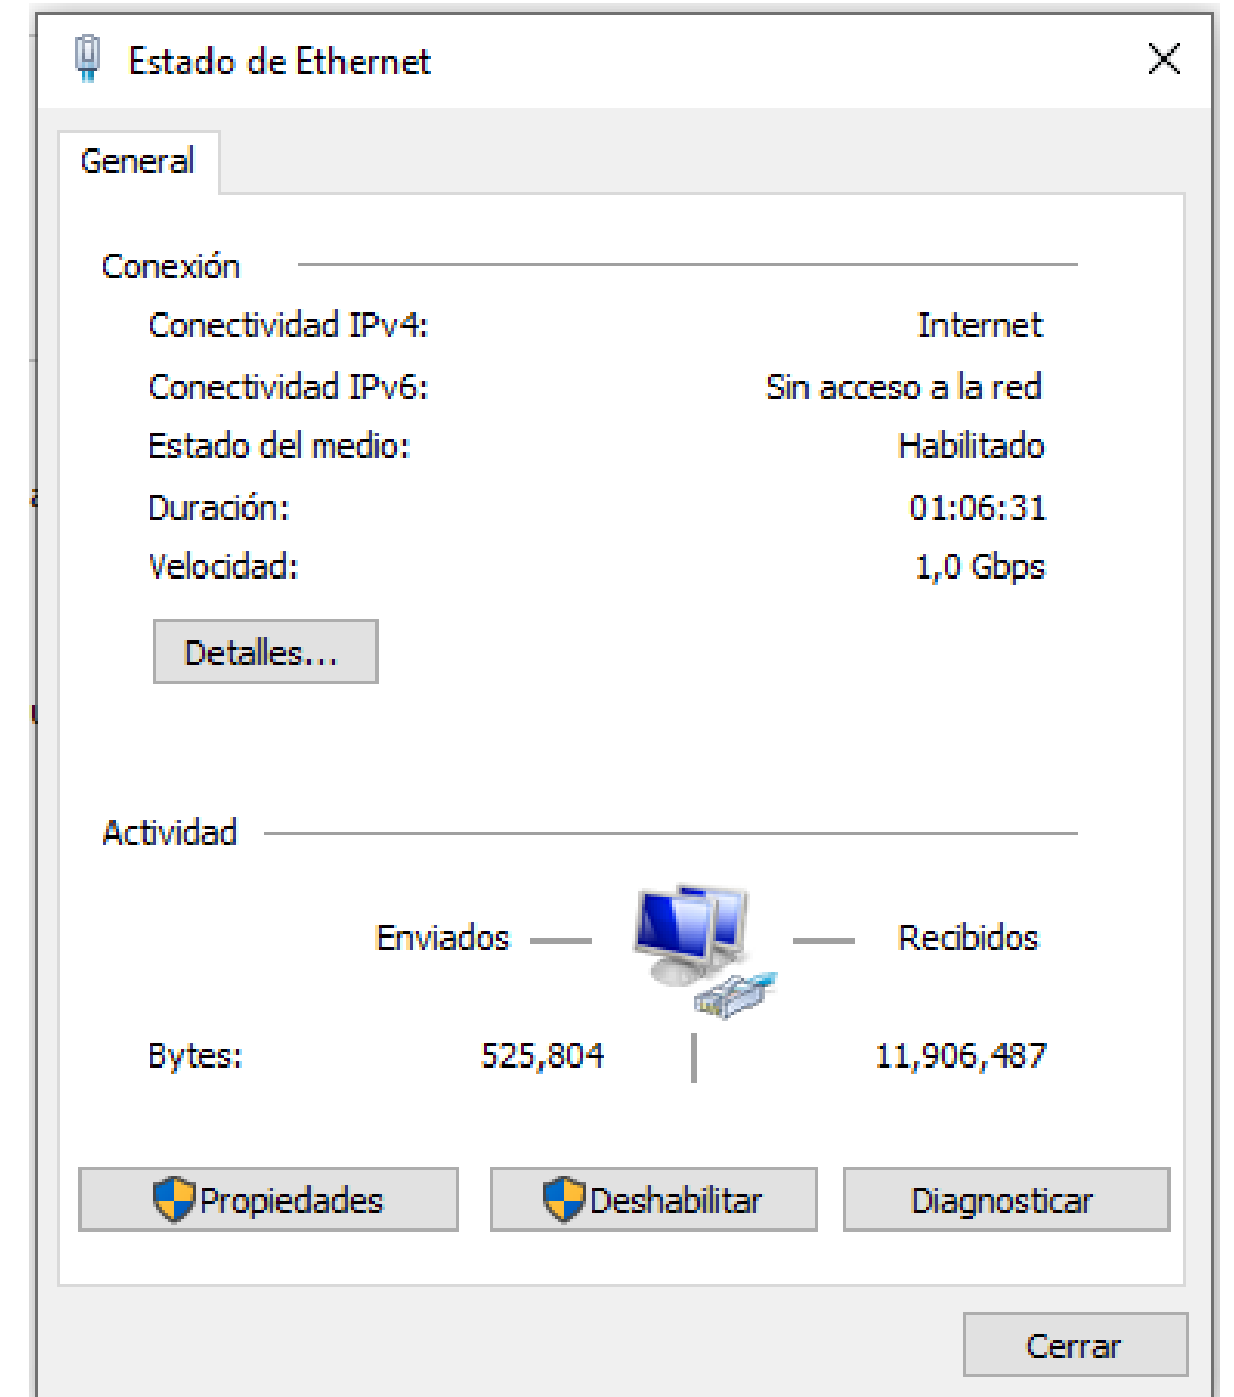 Estado de Ethernet
General
Conexión
Conectividad IPv4: Internet
Conectividad IPv6: Sin acceso a la red
Estado del medio: Habilitado
Duración: 01:06:31
Velocidad: 1,0 Gbps
Detalles...
Actividad
Enviados Recibidos
Bytes: 525,804 11,906,487
Propiedades Deshabilitar Diagnosticar
Cerrar